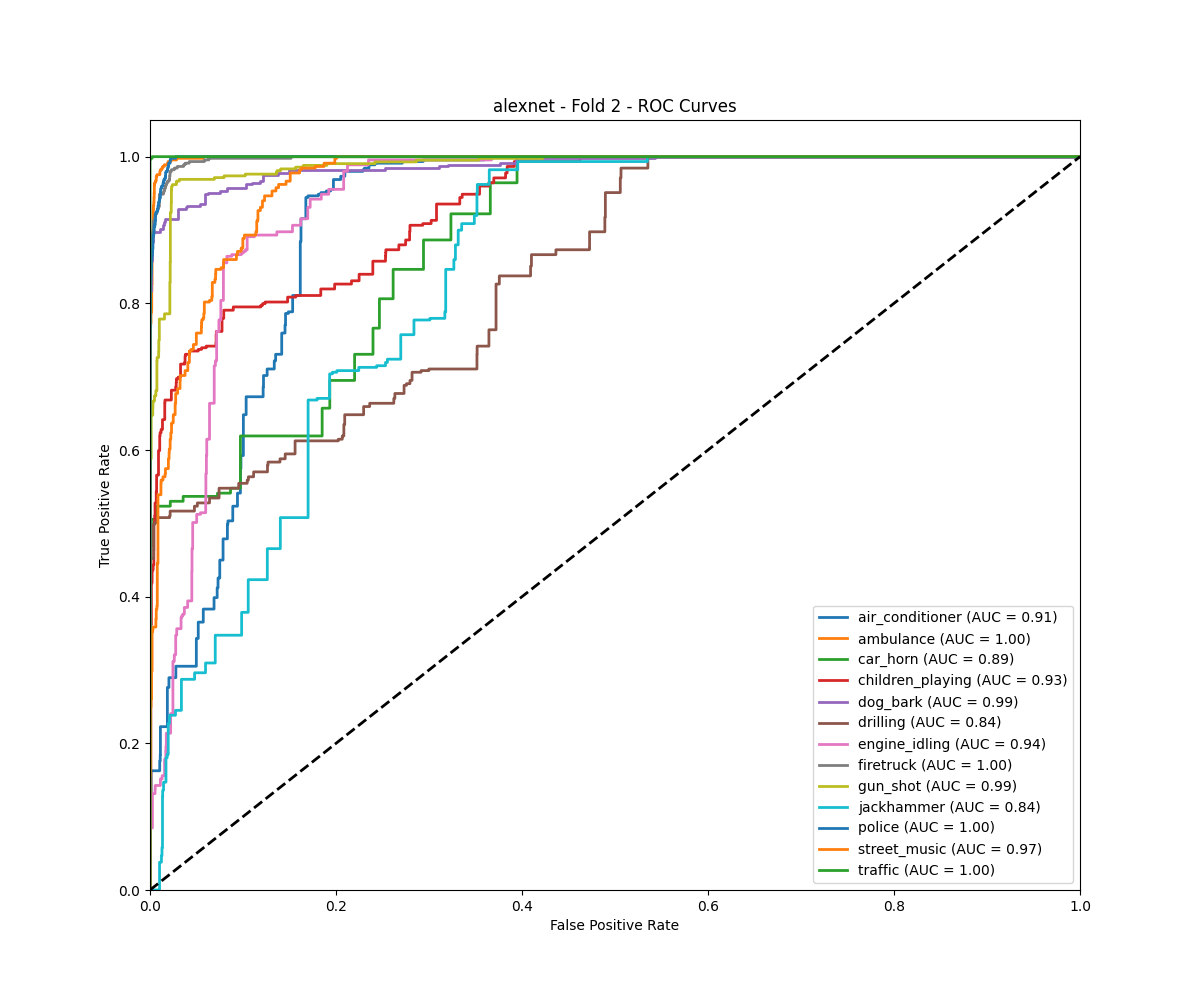 alexnet - Fold 2 - ROC Curves
True Positive Rate
1.0
0.8
0.6
0.4
0.2
0.0
air_conditioner (AUC = 0.91)
ambulance (AUC = 1.00)
car_horn (AUC = 0.89)
children_playing (AUC = 0.93)
dog_bark (AUC = 0.99)
drilling (AUC = 0.84)
engine_idling (AUC = 0.94)
firetruck (AUC = 1.00)
gun_shot (AUC = 0.99)
jackhammer (AUC = 0.84)
police (AUC = 1.00)
street_music (AUC = 0.97)
traffic (AUC = 1.00)
0.0 0.2 0.4 0.6 0.8 1.0
False Positive Rate